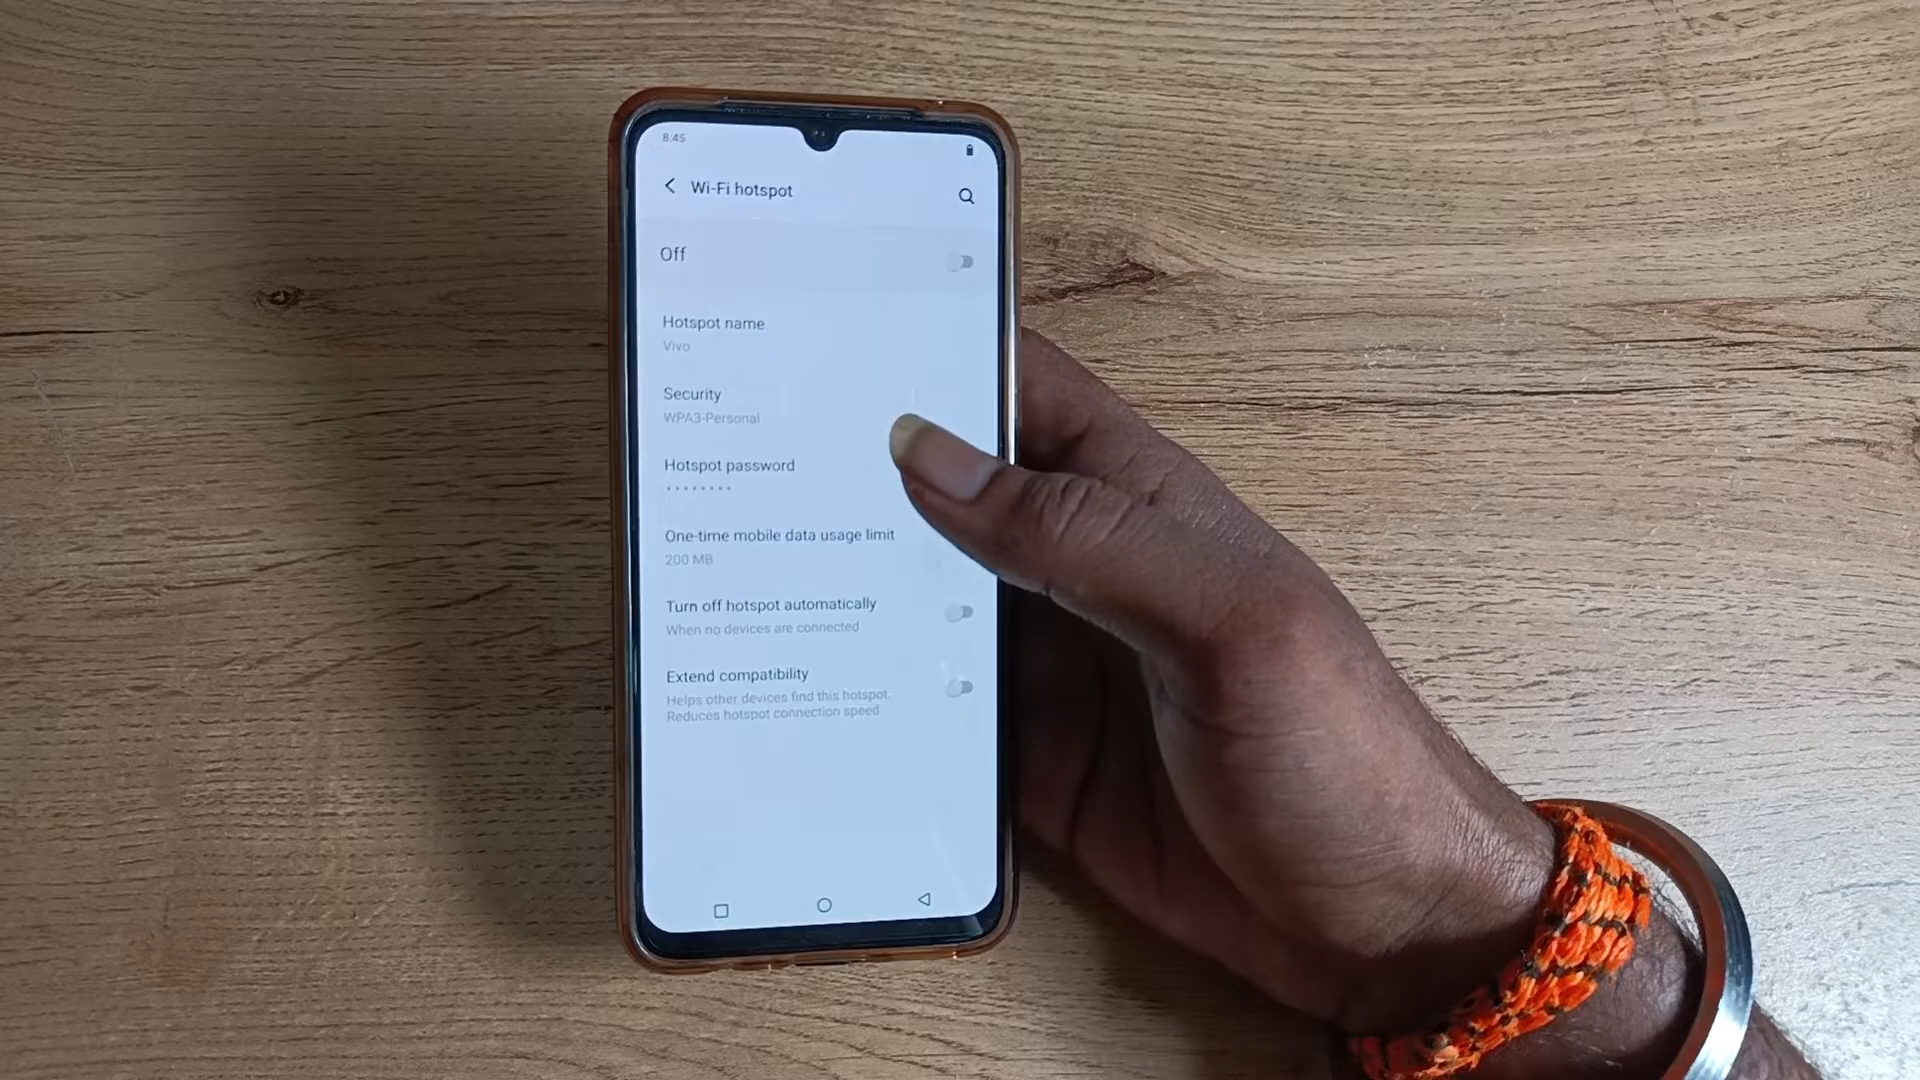 8:45
Wi-Fi hotspot
Off
Hotspot name
Vivo
Security
WPA3-Personal
Hotspot password
••••••••
One-time mobile data usage limit
200 MB
Turn off hotspot automatically
When no devices are connected
Extend compatibility
Helps other devices find this hotspot.
Reduces hotspot connection speed